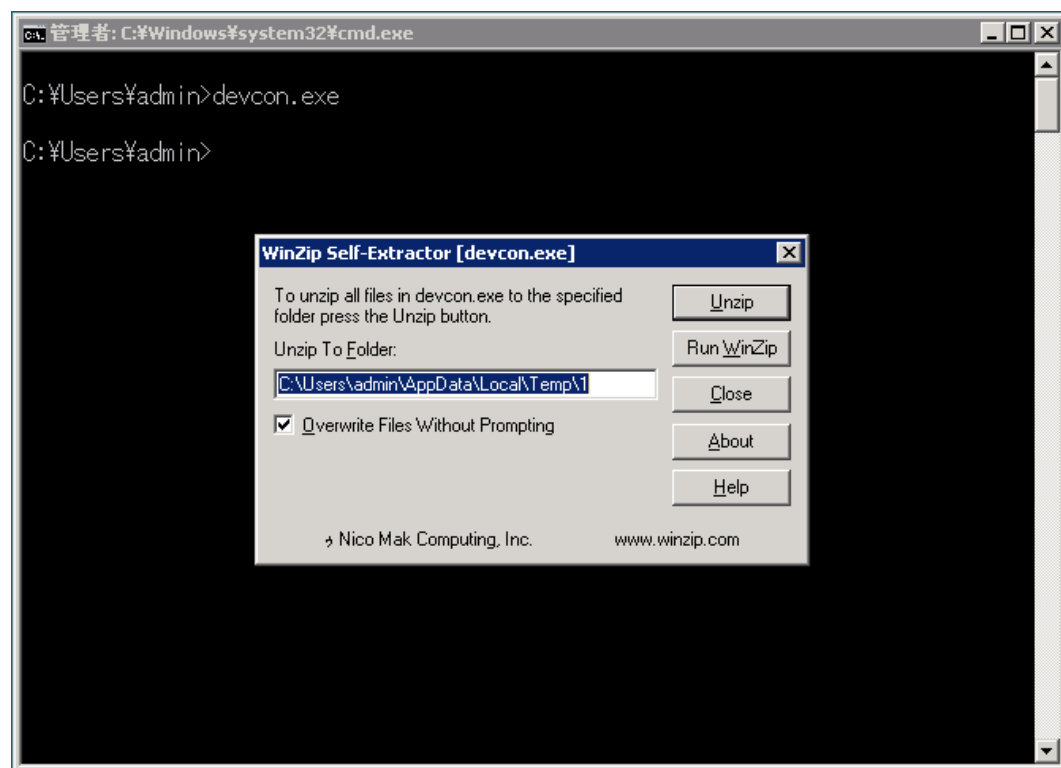 管理者: C:¥Windows¥system32¥cmd.exe
C:¥Users¥admin>devcon.exe
C:¥Users¥admin>
WinZip Self-Extractor [devcon.exe]
To unzip all files in devcon.exe to the specified
folder press the Unzip button.
Unzip To Folder:
C:\Users\admin\AppData\Local\Temp\1
Overwrite Files Without Prompting
Unzip
Run WinZip
Close
About
Help
ｩ Nico Mak Computing, Inc.
www.winzip.com